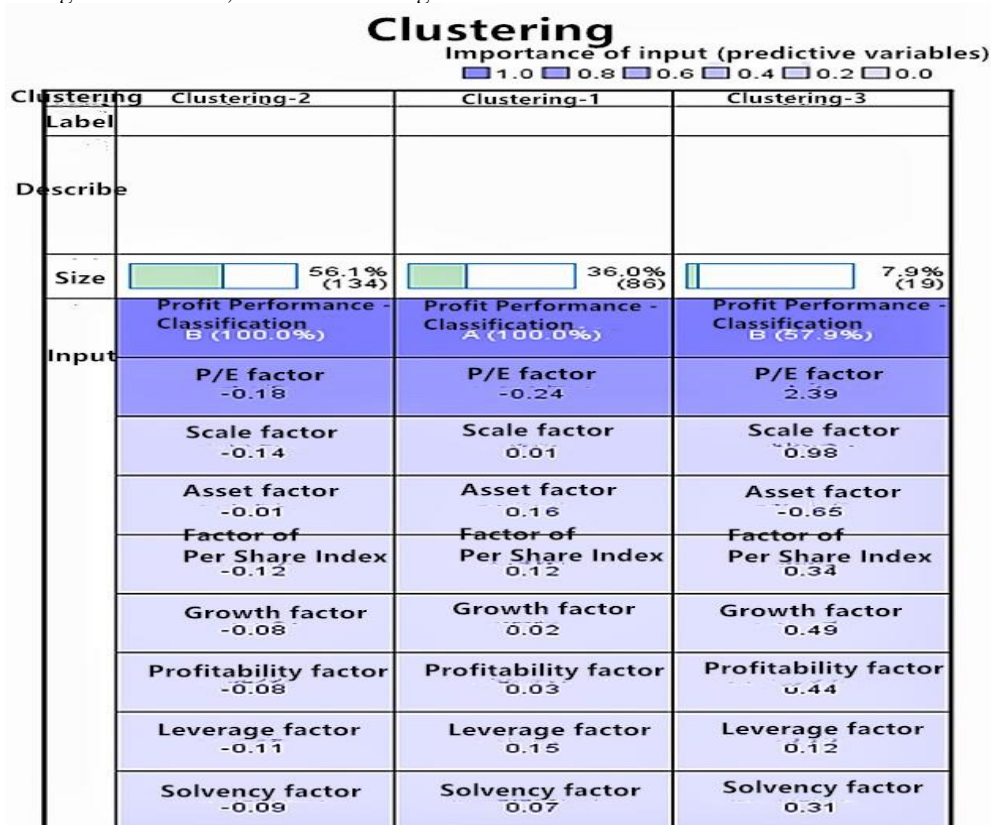 Clustering
Importance of input (predictive variables)
1.0 0.8 0.6 0.4 0.2 0.0
Clustering Clustering-2 Clustering-1 Clustering-3
Label
Describe
Size 56.1% 36.0% 7.9%
(134) (86) (19)
Input
Profit Performance - Profit Performance - Profit Performance -
Classification Classification Classification
B (100.0%) A (100.0%) B (57.9%)
P/E factor P/E factor P/E factor
-0.18 -0.24 2.39
Scale factor Scale factor Scale factor
-0.14 0.01 0.98
Asset factor Asset factor Asset factor
-0.01 0.16 -0.65
Factor of Factor of Factor of
Per Share Index Per Share Index Per Share Index
-0.12 0.12 0.34
Growth factor Growth factor Growth factor
-0.08 0.02 0.49
Profitability factor Profitability factor Profitability factor
-0.08 0.03 0.44
Leverage factor Leverage factor Leverage factor
-0.11 0.15 0.12
Solvency factor Solvency factor Solvency factor
-0.09 0.07 0.31